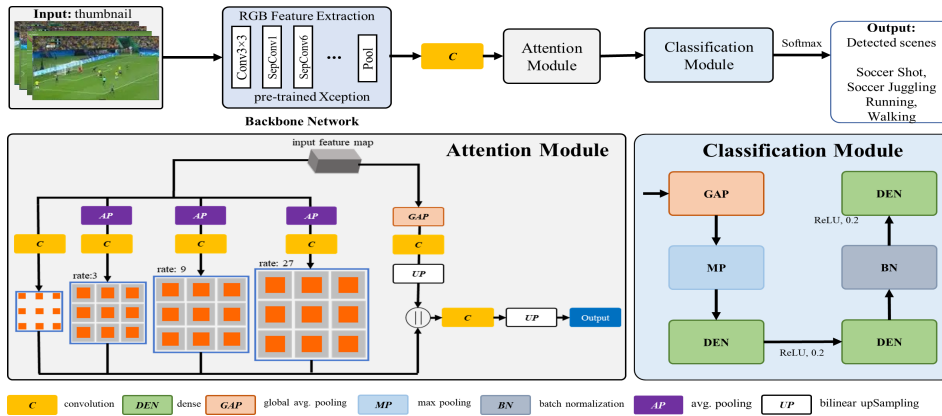 Input: thumbnail
RGB Feature Extraction
Conv-3×3
SepConv1
SepConv6
...
Pool
pre-trained Xception
Backbone Network
C
Attention
Module
Classification
Module
Softmax
Output:
Detected scenes
Soccer Shot,
Soccer Juggling
Running,
Walking
Attention Module
input feature map
AP
AP
AP
GAP
C
C
C
C
C
rate:3
rate: 9
rate: 27
UP
||
C
UP
Output
Classification Module
GAP
DEN
ReLU, 0.2
MP
BN
DEN
ReLU, 0.2
DEN
C convolution
DEN dense
GAP global avg. pooling
MP max pooling
BN batch normalization
AP avg. pooling
UP bilinear upSampling